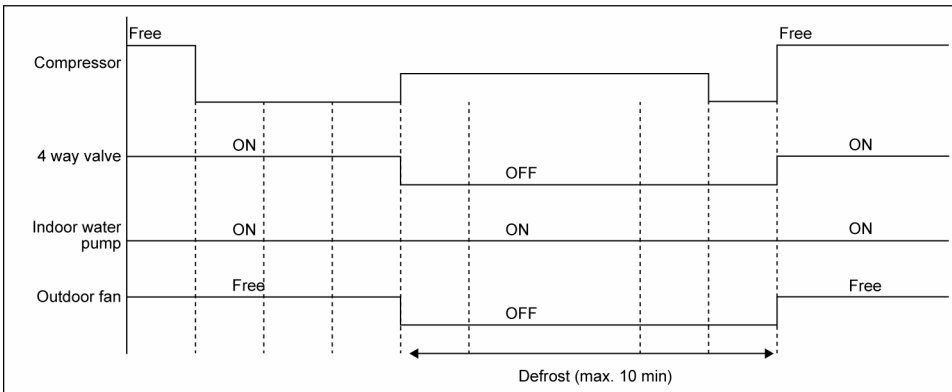 Free
Free
Compressor
4 way valve
ON
ON
OFF
Indoor water
pump
ON
ON
ON
Outdoor fan
Free
Free
OFF
Defrost (max. 10 min)